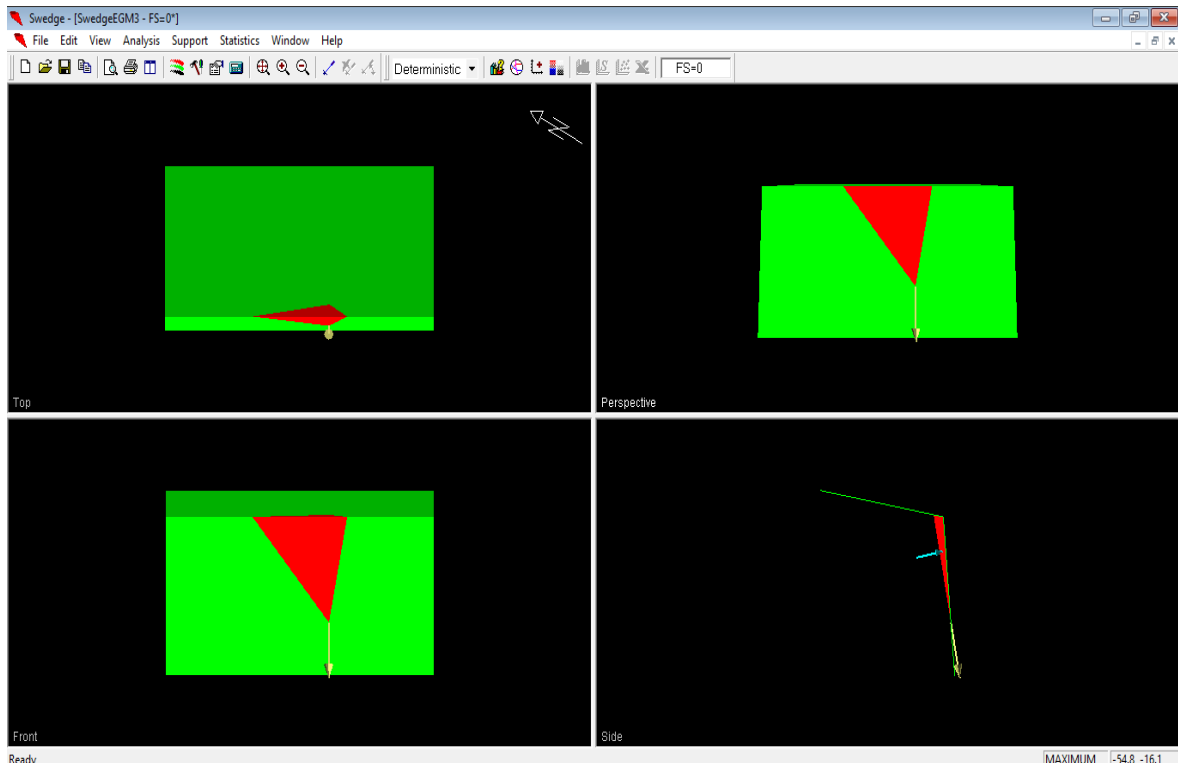 Swedge - [SwedgeEGM3 - FS=0*]
File Edit View Analysis Support Statistics Window Help
Deterministic FS=0
Top
Perspective
Front
Side
Ready MAXIMUM -54.8 -16.1